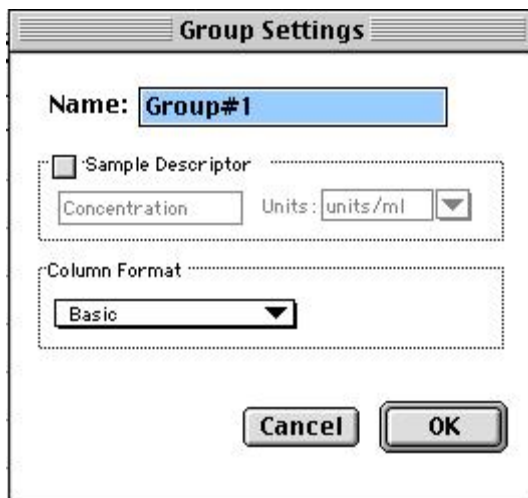 Group Settings
Name: Group#1
Sample Descriptor
Concentration Units: units/ml
Column Format
Basic
Cancel OK